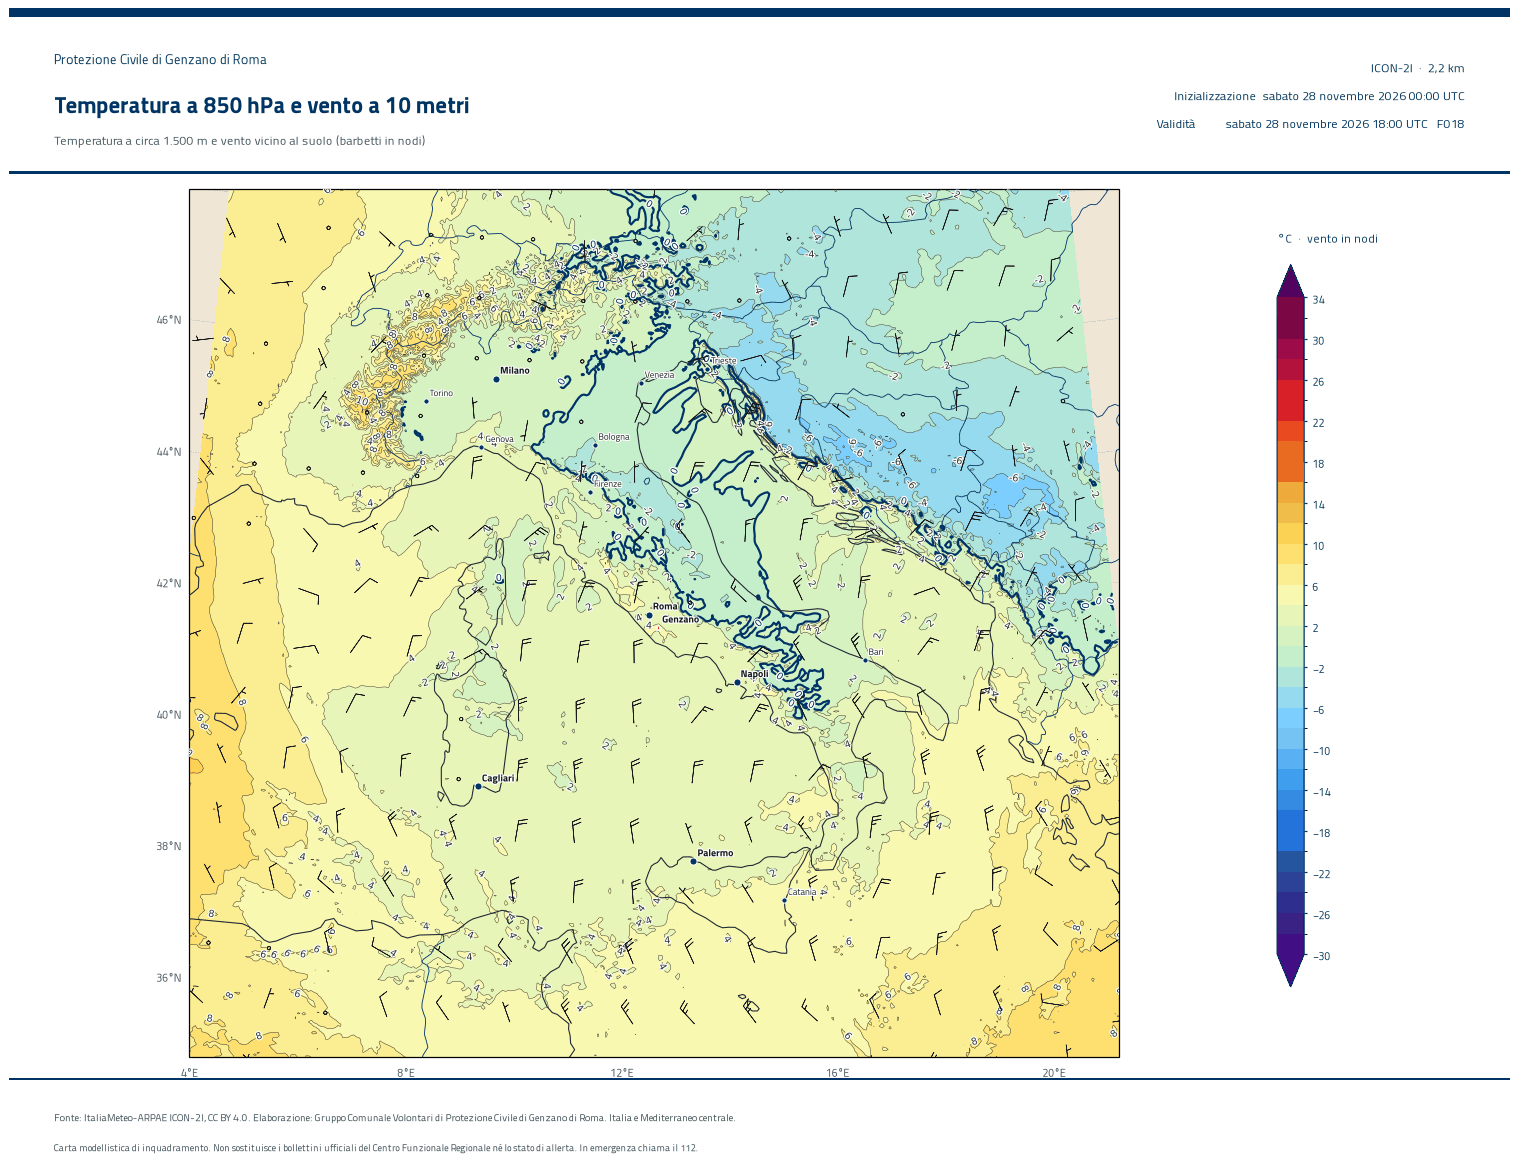 Protezione Civile di Genzano di Roma
Temperatura a 850 hPa e vento a 10 metri
Temperatura a circa 1.500 m e vento vicino al suolo (barbetti in nodi)
ICON-2I · 2,2 km
Inizializzazione sabato 28 novembre 2026 00:00 UTC
Validità sabato 28 novembre 2026 18:00 UTC F018
°C · vento in nodi
34
30
26
22
18
14
10
6
2
−2
−6
−10
−14
−18
−22
−26
−30
46°N
44°N
42°N
40°N
38°N
36°N
4°E
8°E
12°E
16°E
20°E
Trieste
Milano
Venezia
Torino
Genova
Bologna
Firenze
Roma
Genzano
Bari
Napoli
Cagliari
Palermo
Catania
Fonte: ItaliaMeteo-ARPAE ICON-2I, CC BY 4.0. Elaborazione: Gruppo Comunale Volontari di Protezione Civile di Genzano di Roma. Italia e Mediterraneo centrale.
Carta modellistica di inquadramento. Non sostituisce i bollettini ufficiali del Centro Funzionale Regionale né lo stato di allerta. In emergenza chiama il 112.